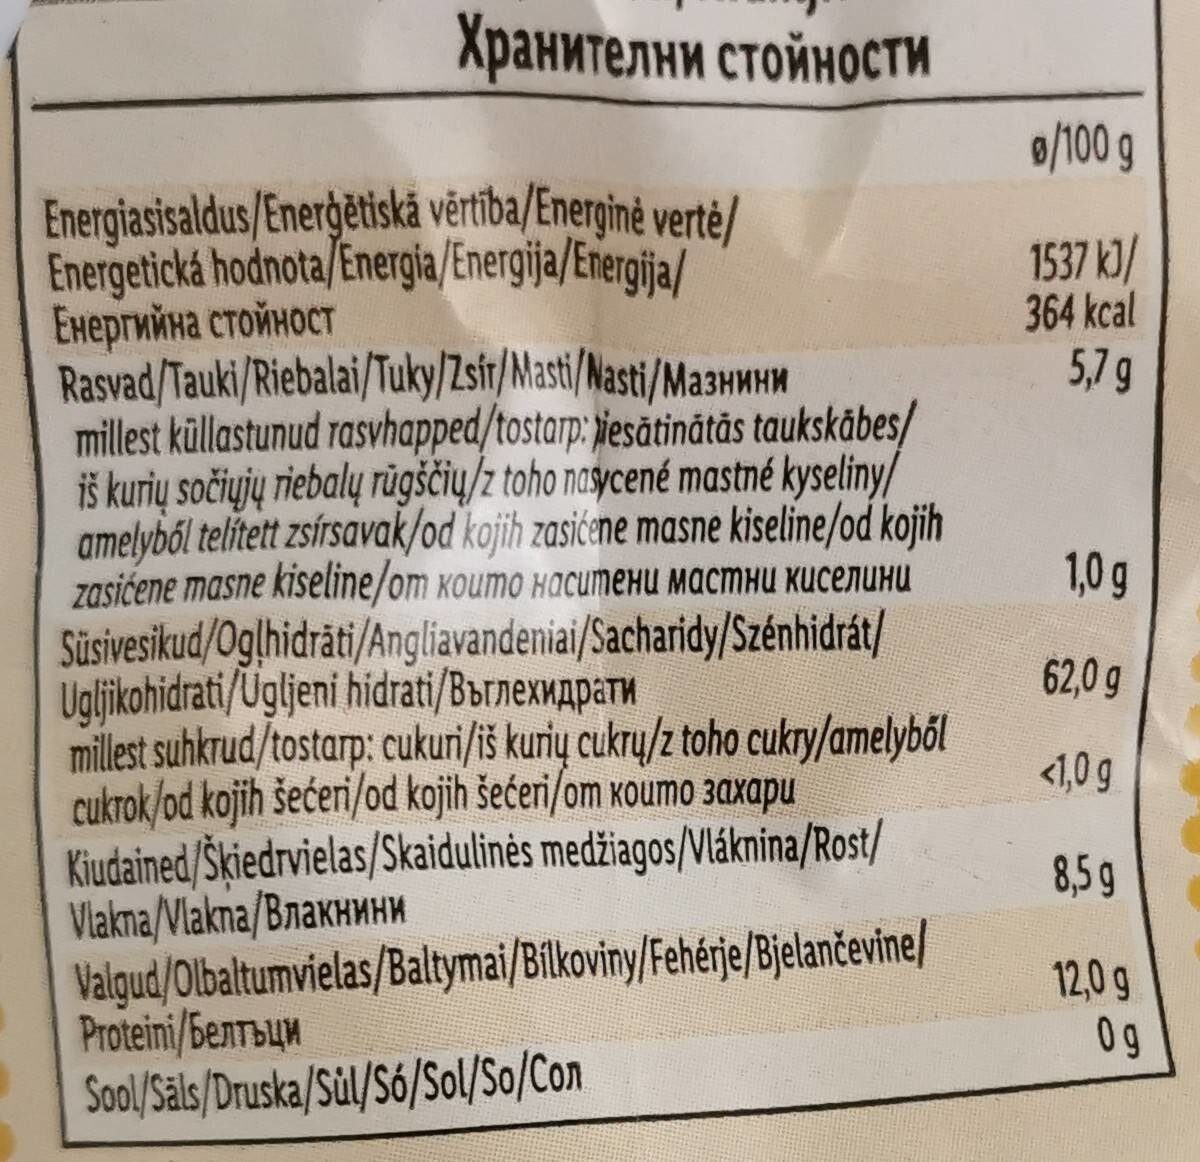 Хранителни стойности
ø/100 g
Energiasisaldus/Enerģētiskā vērtība/Energinė vertė/
Energetická hodnota/Energia/Energija/Energija/
Енергийна стойност
1537 kJ/
364 kcal
Rasvad/Tauki/Riebalai/Tuky/Zsír/Masti/Masti/Мазнини
5,7 g
millest küllastunud rasvhapped/tostarp: piesātinātās taukskābes/
iš kurių sočiųjų riebalų rūgščių/z toho nasycené mastné kyseliny/
amelyből telített zsírsavak/od kojih zasićene masne kiseline/od kojih
zasićene masne kiseline/от които наситени мастни киселини
1,0 g
Süsivesikud/Ogļhidrāti/Angliavandeniai/Sacharidy/Szénhidrát/
Ugljikohidrati/Ugljeni hidrati/Въглехидрати
62,0 g
millest suhkrud/tostarp: cukuri/iš kurių cukrų/z toho cukry/amelyből
cukrok/od kojih šećeri/od kojih šećeri/от които захари
<1,0 g
Kiudained/Šķiedrvielas/Skaidulinės medžiagos/Vláknina/Rost/
Vlakna/Vlakna/Влакнини
8,5 g
Valgud/Olbaltumvielas/Baltymai/Bílkoviny/Fehérje/Bjelančevine/
Proteini/Белтъци
12,0 g
Sool/Sāls/Druska/Sůl/Só/Sol/So/Сол
0 g